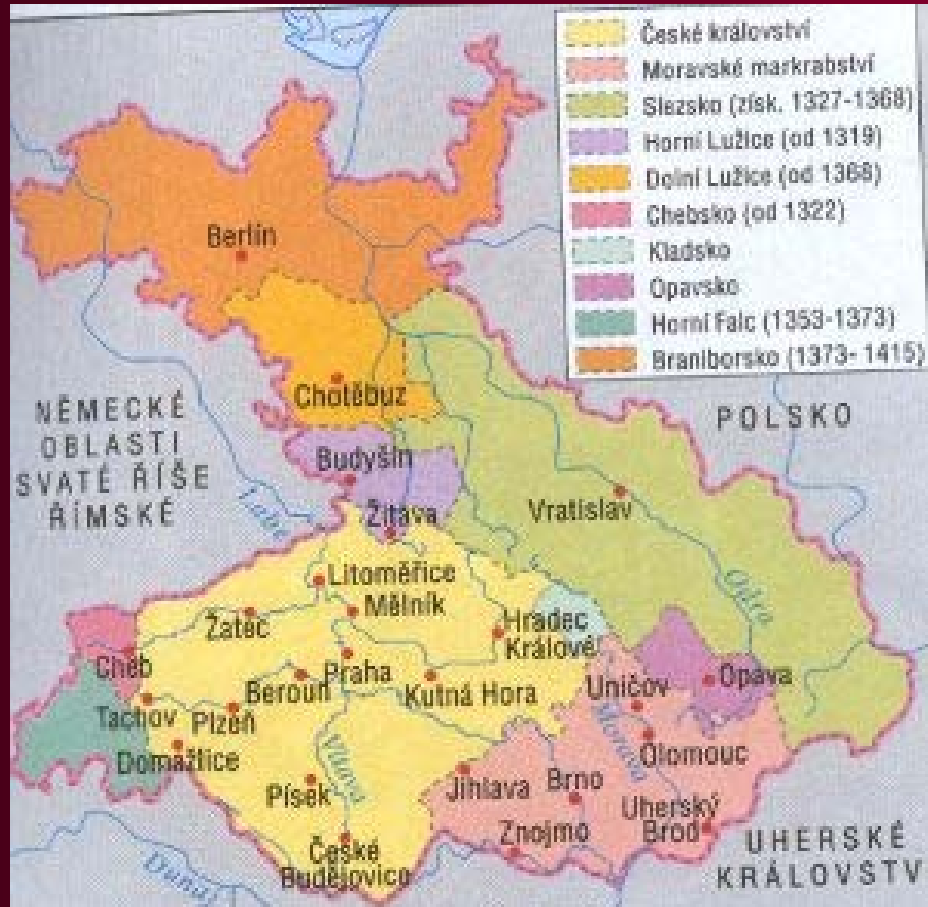 České království
Moravské markrabství
Slezsko (získ. 1327-1368)
Horní Lužice (od 1319)
Dolní Lužice (od 1368)
Chebsko (od 1322)
Kladsko
Opavsko
Horní Falc (1353-1373)
Braniborsko (1373- 1415)
Berlín
Chotěbuz
NĚMECKÉ
OBLASTI
SVATÉ ŘÍŠE
ŘÍMSKÉ
POLSKO
Budyšín
Žitava
Vratislav
Labe
Odra
Litoměřice
Mělník
Žatec
Hradec
Králové
Cheb
Praha
Beroun
Kutná Hora
Uničov
Opava
Tachov
Plzeň
Domažlice
Morava
Olomouc
Vltava
Písek
Jihlava
Brno
Uherský
Brod
Znojmo
České
Budějovice
Dunaj
UHERSKÉ
KRÁLOVSTV